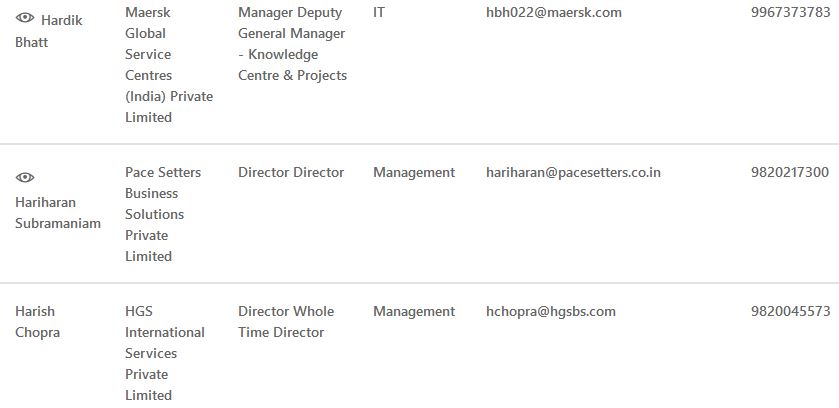 Hardik Bhatt
Maersk Global Service Centres (India) Private Limited
Manager Deputy General Manager - Knowledge Centre & Projects
IT
hbh022@maersk.com
9967373783
Hariharan Subramaniam
Pace Setters Business Solutions Private Limited
Director Director
Management
hariharan@pacesetters.co.in
9820217300
Harish Chopra
HGS International Services Private Limited
Director Whole Time Director
Management
hchopra@hgsbs.com
9820045573